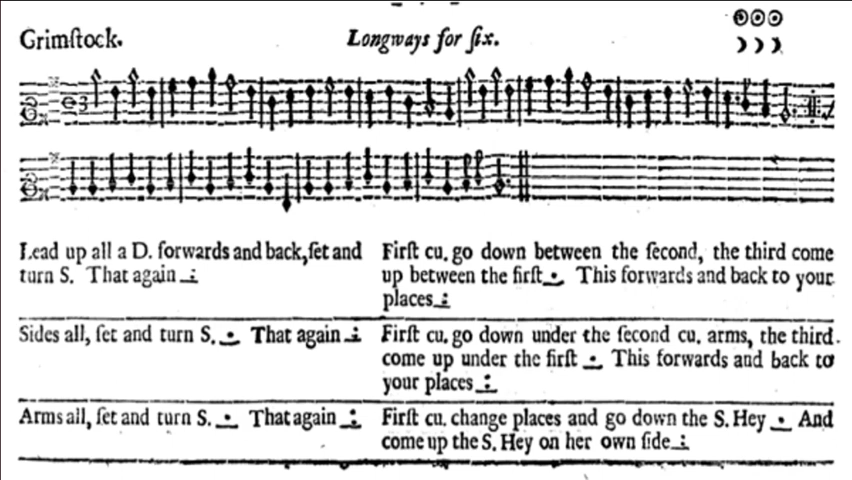 Grimſtock.
Longways for ſix.
Lead up all a D. forwards and back, ſet and
turn S. That again
Firſt cu. go down between the ſecond, the third come
up between the firſt This forwards and back to your
places
Sides all, ſet and turn S. That again
Firſt cu. go down under the ſecond cu. arms, the third
come up under the firſt This forwards and back to
your places
Arms all, ſet and turn S. That again
Firſt cu. change places and go down the S. Hey And
come up the S. Hey on her own ſide